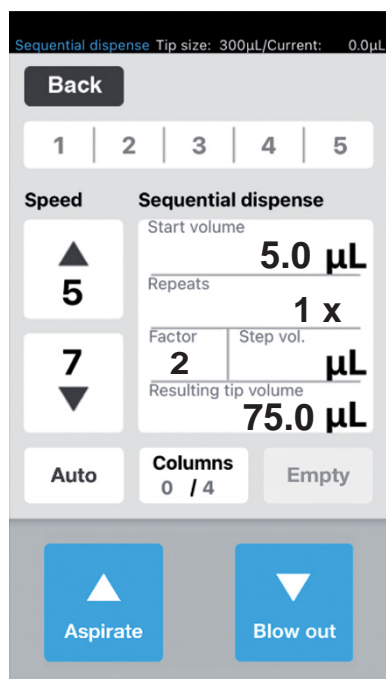 Sequential dispense Tip size: 300µL/Current: 0.0µL
Back
1 2 3 4 5
Speed Sequential dispense
Start volume
5.0 µL
5
Repeats
1 x
Factor Step vol.
7
2 µL
Resulting tip volume
75.0 µL
Auto
Columns
0 / 4
Empty
Aspirate Blow out